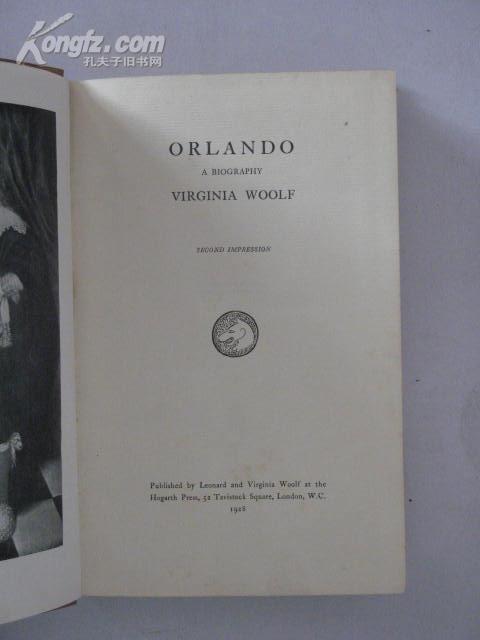 Kongfz.com
孔夫子旧书网
ORLANDO
A BIOGRAPHY
VIRGINIA WOOLF
SECOND IMPRESSION
Published by Leonard and Virginia Woolf at the
Hogarth Press, 52 Tavistock Square, London, W.C.
1928